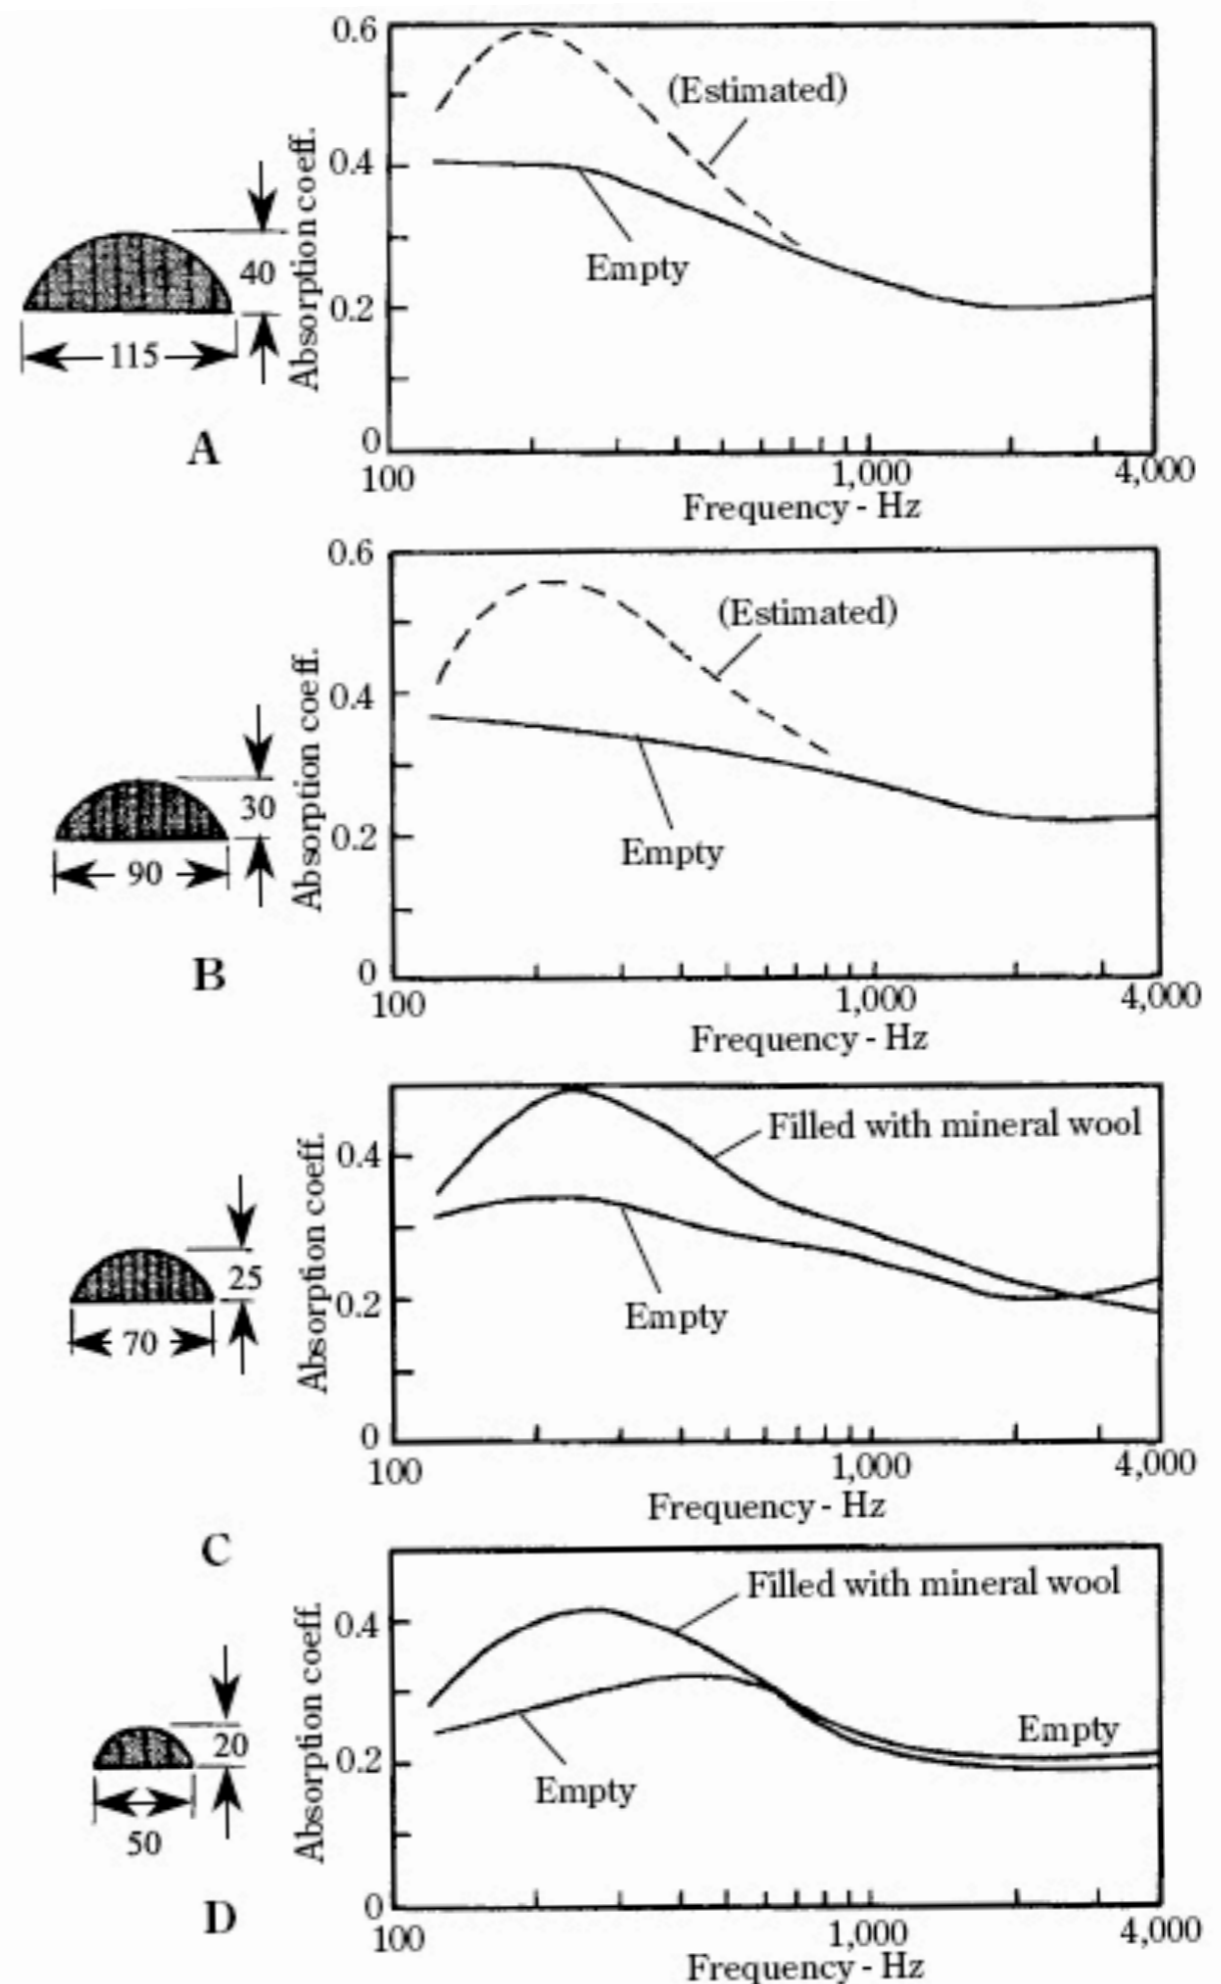 0.6
(Estimated)
0.4
Absorption coeff.
40
Empty
0.2
115
A
0
100
1,000
4,000
Frequency - Hz
0.6
(Estimated)
0.4
Absorption coeff.
30
Empty
0.2
90
B
0
100
1,000
4,000
Frequency - Hz
Filled with mineral wool
0.4
Absorption coeff.
25
0.2
Empty
70
0
100
1,000
4,000
Frequency - Hz
C
Filled with mineral wool
0.4
Absorption coeff.
20
Empty
0.2
Empty
50
D
0
100
1,000
4,000
Frequency - Hz